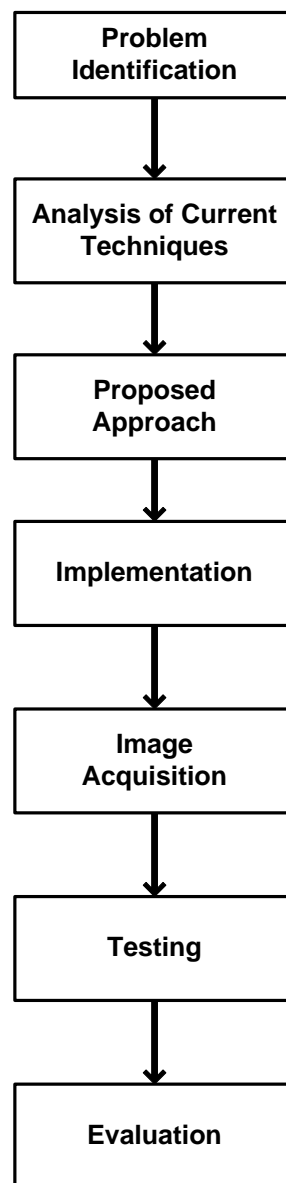 Problem
Identification
Analysis of Current
Techniques
Proposed
Approach
Implementation
Image
Acquisition
Testing
Evaluation